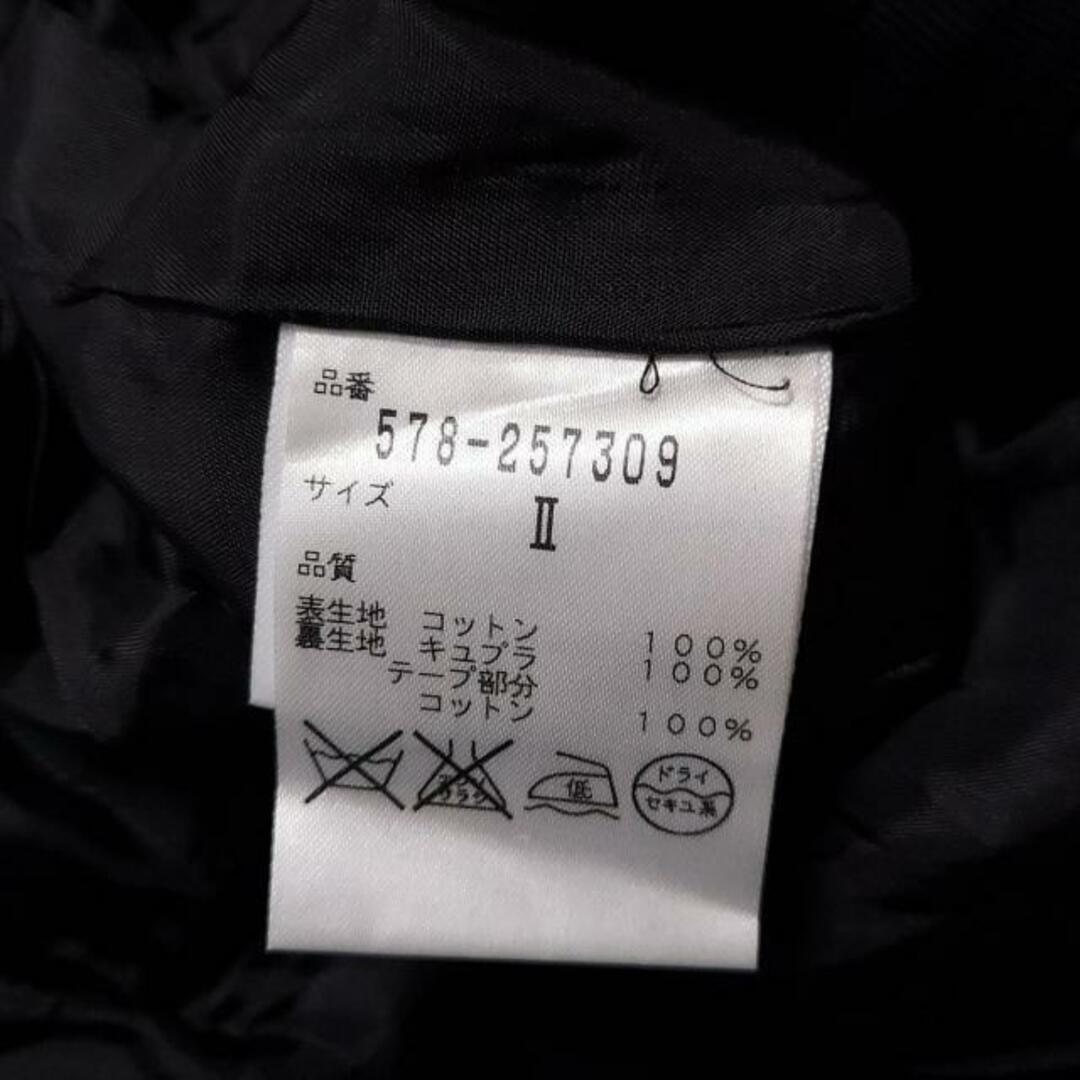 品番
578-257309
サイズ
Ⅱ
品質
表生地 コットン 100%
裏生地 キュプラ 100%
テープ部分
コットン 100%
低
ドライ
セキユ系